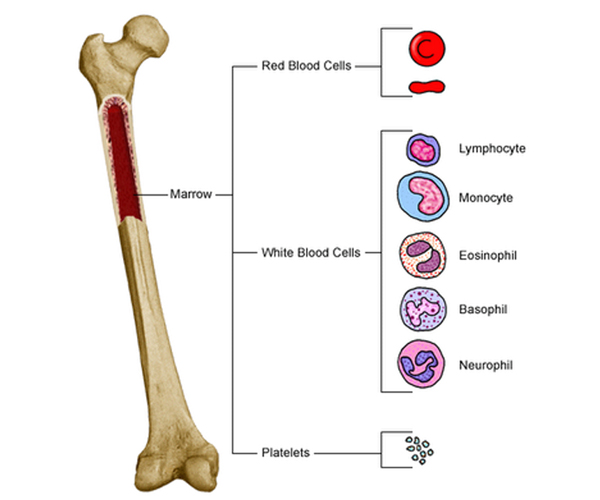 Red Blood Cells
Lymphocyte
Monocyte
Marrow
White Blood Cells
Eosinophil
Basophil
Neurophil
Platelets